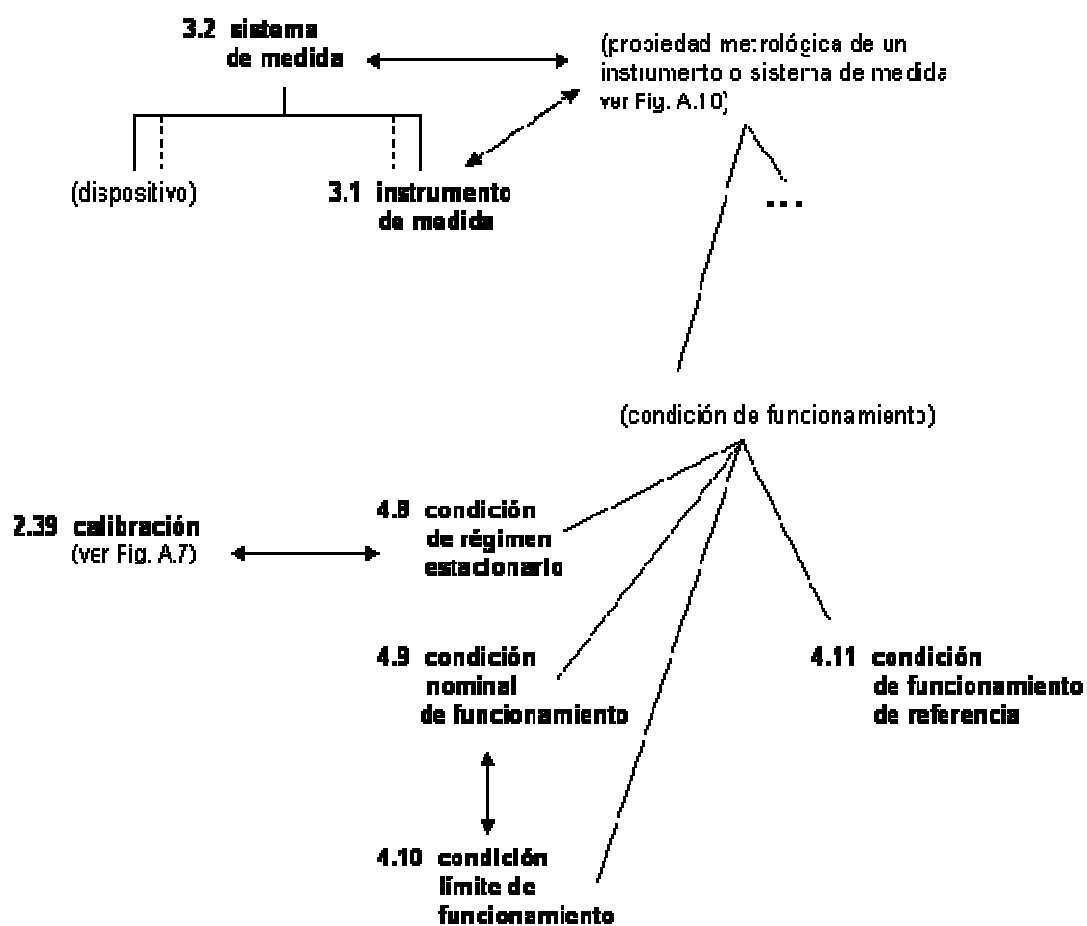 3.2 sistema
de medida
(propiedad metrológica de un
instrumento o sistema de medida
ver Fig. A.10)
(dispositivo)
3.1 instrumento
de medida
...
(condición de funcionamiento)
2.39 calibración
(ver Fig. A.7)
4.8 condición
de régimen
estacionario
4.9 condición
nominal
de funcionamiento
4.11 condición
de funcionamiento
de referencia
4.10 condición
límite de
funcionamiento